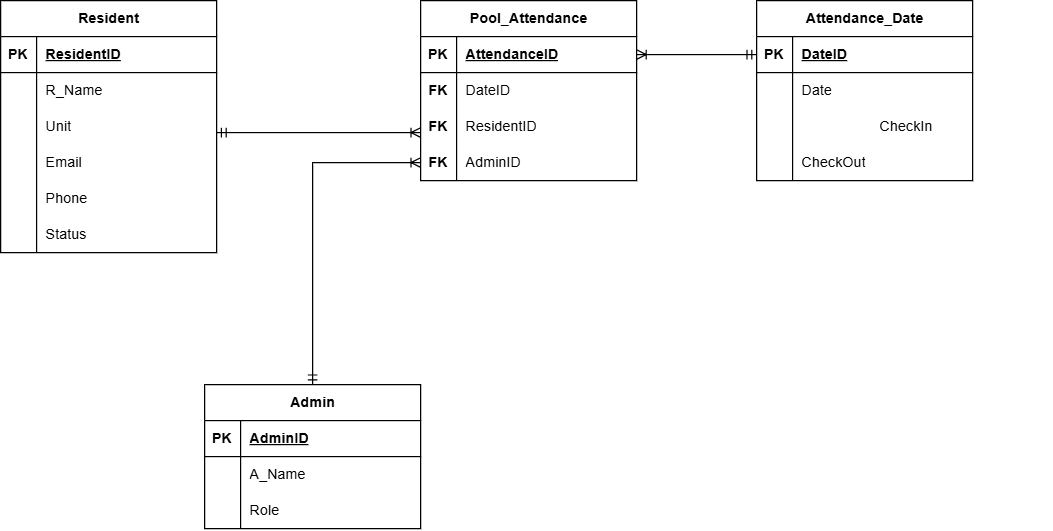 Resident
PK ResidentID
R_Name
Unit
Email
Phone
Status
Pool_Attendance
PK AttendanceID
FK DateID
FK ResidentID
FK AdminID
Attendance_Date
PK DateID
Date
CheckIn
CheckOut
Admin
PK AdminID
A_Name
Role